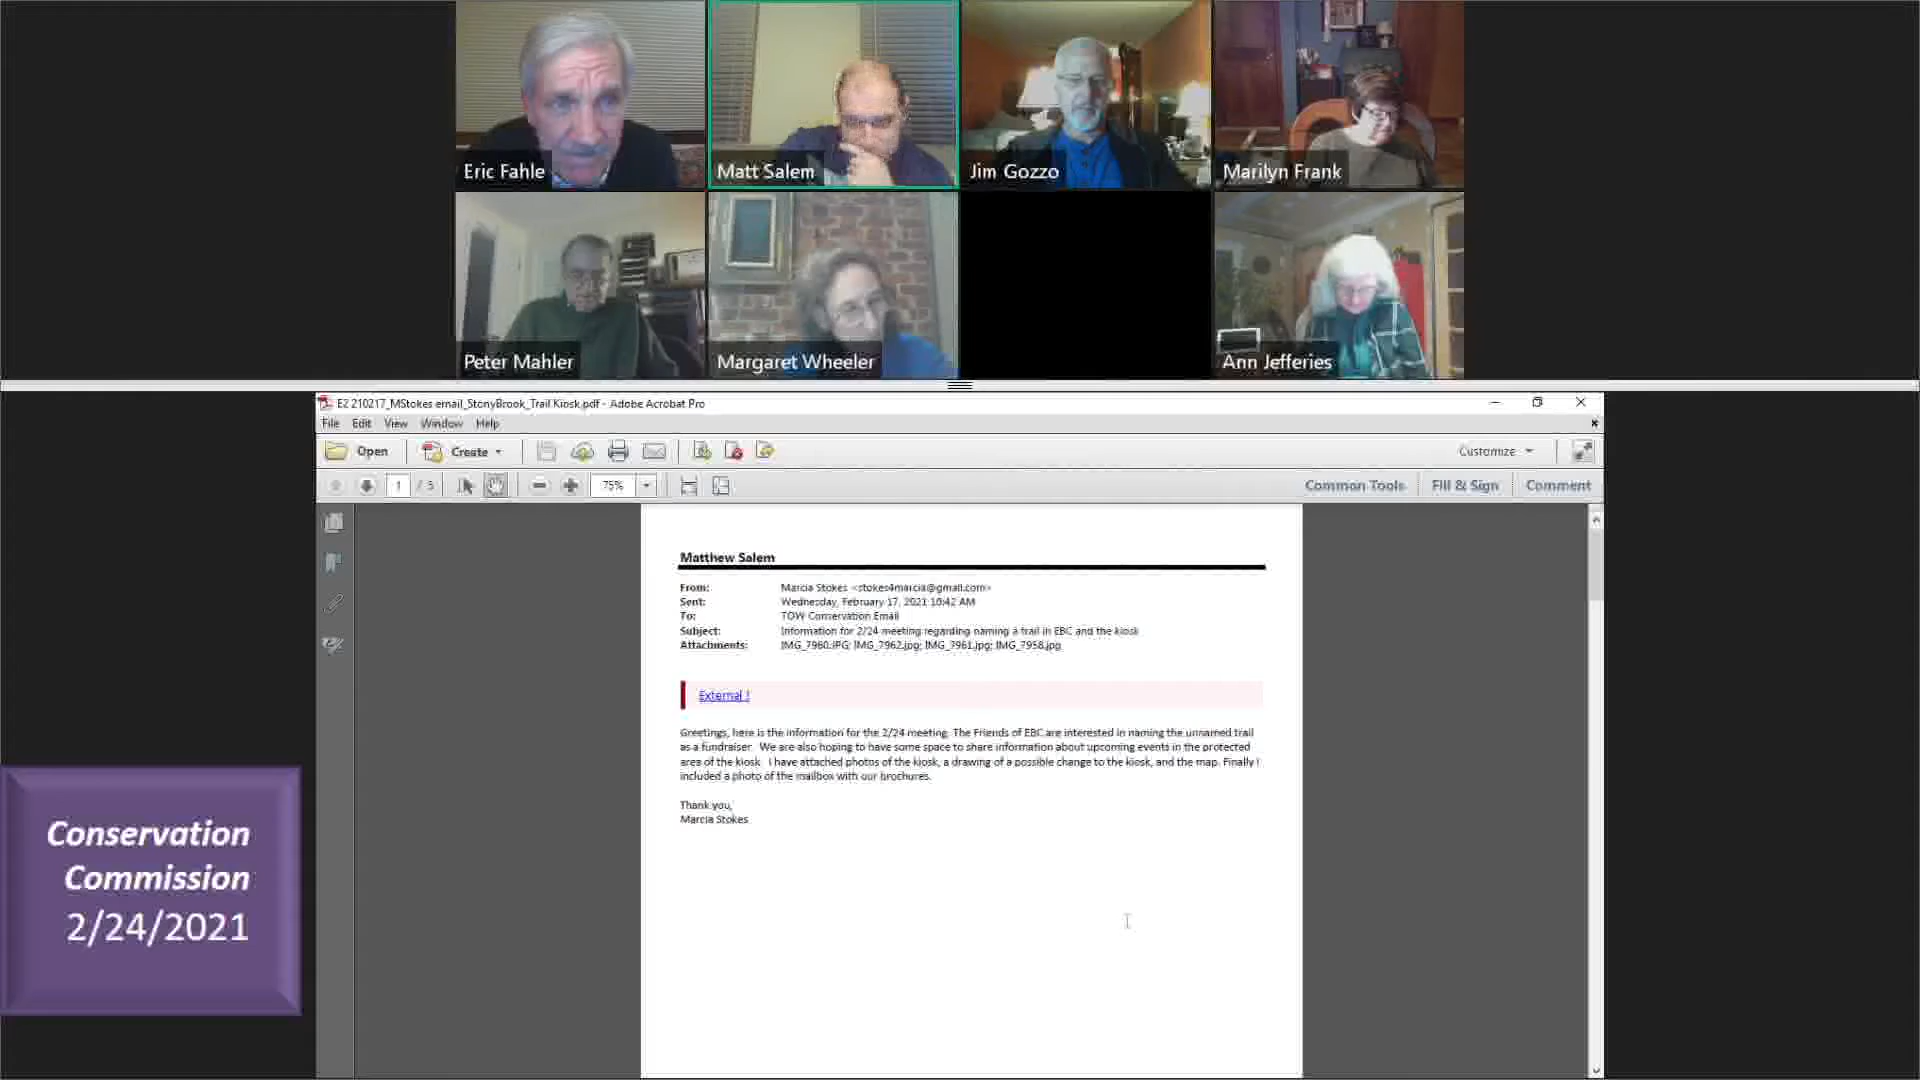 Eric Fahle
Matt Salem
Jim Gozzo
Marilyn Frank
Peter Mahler
Margaret Wheeler
Ann Jefferies
E2 210217_MStokes email_StonyBrook_Trail Kiosk.pdf - Adobe Acrobat Pro
File Edit View Window Help
Open Create Customize
1 / 5 75% Common Tools Fill & Sign Comment
Matthew Salem
From: Marcia Stokes <stokes4marcia@gmail.com>
Sent: Wednesday, February 17, 2021 10:42 AM
To: TOW Conservation Email
Subject: Information for 2/24 meeting regarding naming a trail in EBC and the kiosk
Attachments: IMG_7960.JPG; IMG_7962.jpg; IMG_7961.jpg; IMG_7958.jpg
External !
Greetings, here is the information for the 2/24 meeting. The Friends of EBC are interested in naming the unnamed trail
as a fundraiser. We are also hoping to have some space to share information about upcoming events in the protected
area of the kiosk. I have attached photos of the kiosk, a drawing of a possible change to the kiosk, and the map. Finally I
included a photo of the mailbox with our brochures.
Thank you,
Marcia Stokes
Conservation
Commission
2/24/2021